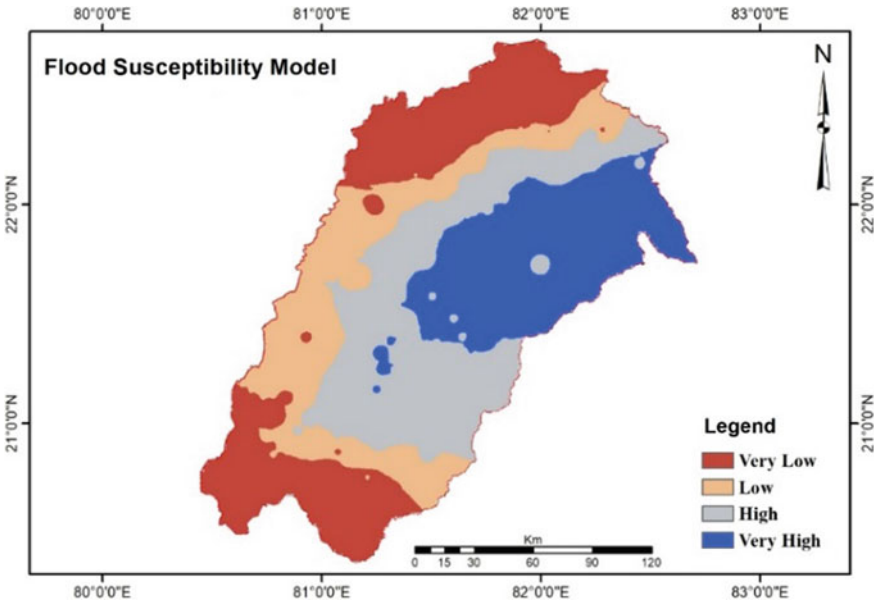 80°0'0"E 81°0'0"E 82°0'0"E 83°0'0"E
Flood Susceptibility Model
N
22°0'0"N 22°0'0"N
21°0'0"N 21°0'0"N
Legend
Very Low
Low
High
Very High
Km
0 15 30 60 90 120
80°0'0"E 81°0'0"E 82°0'0"E 83°0'0"E